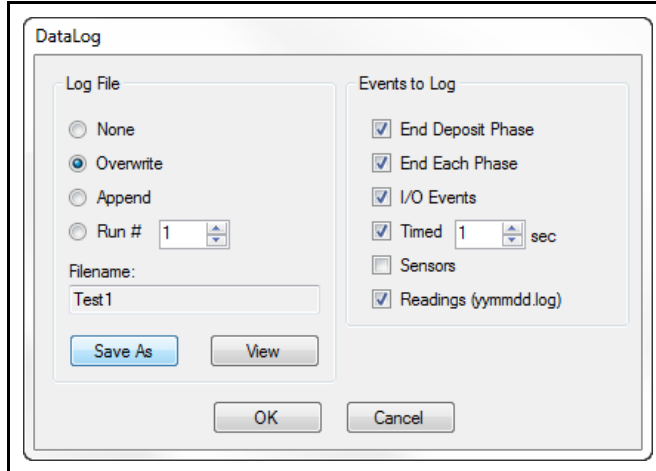 DataLog
Log File
None
Overwrite
Append
Run # 1
Filename:
Test1
Save As View
Events to Log
End Deposit Phase
End Each Phase
I/O Events
Timed 1 sec
Sensors
Readings (yymmdd.log)
OK Cancel